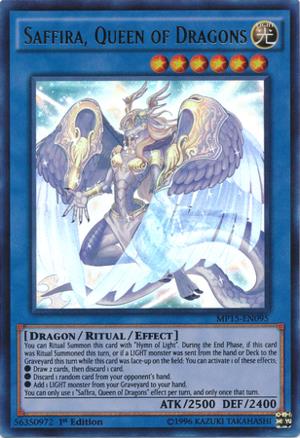 SAFFIRA, QUEEN OF DRAGONS
LIGHT
光
MP15-EN095
[DRAGON/RITUAL/EFFECT]
You can Ritual Summon this card with "Hymn of Light". During the End Phase, if this card
was Ritual Summoned this turn, or if a LIGHT monster was sent from the hand or Deck to the
Graveyard this turn while this card was face-up on the field: You can activate 1 of these effects;
● Draw 2 cards, then discard 1 card.
● Discard 1 random card from your opponent's hand.
● Add 1 LIGHT monster from your Graveyard to your hand.
You can only use 1 "Saffira, Queen of Dragons" effect per turn, and only once that turn.
ATK/2500 DEF/2400
56350972 1st Edition ©1996 KAZUKI TAKAHASHI